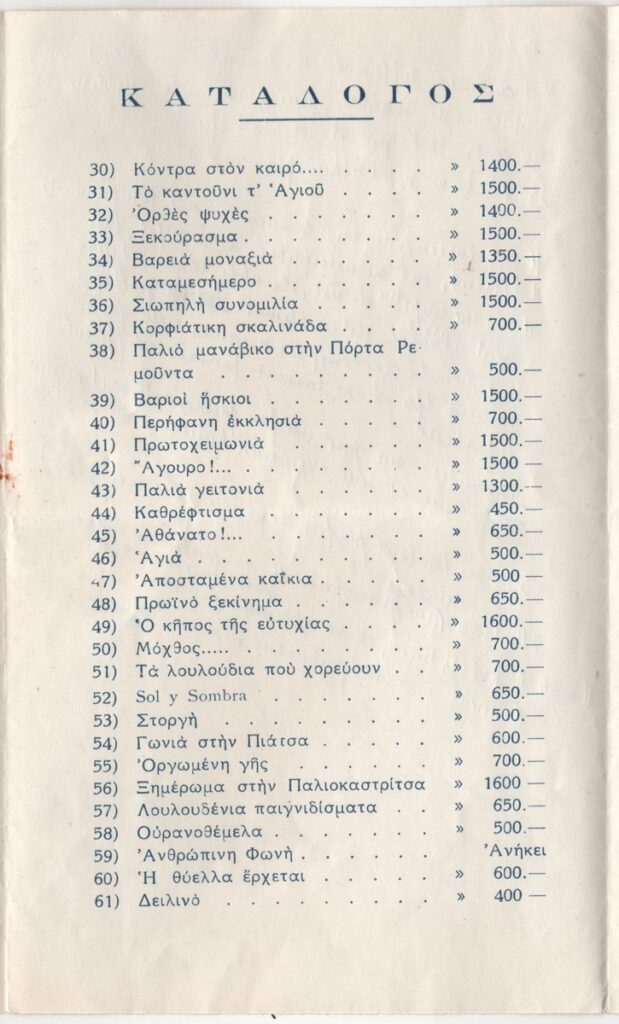 ΚΑΤΑΛΟΓΟΣ
30) Κόντρα στὸν καιρό.... . . . . » 1400.—
31) Τὸ καντοῦνι τ' Ἁγιοῦ . . . . » 1500.—
32) Ὀρθὲς ψυχὲς . . . . . . . » 1400.—
33) Ξεκούρασμα . . . . . . . . » 1500.—
34) Βαρειὰ μοναξιὰ . . . . . . » 1350.—
35) Καταμεσήμερο . . . . . . . » 1500.—
36) Σιωπηλὴ συνομιλία . . . . . » 1500.—
37) Κορφιάτικη σκαλινάδα . . . . » 700.—
38) Παλιὸ μανάβικο στὴν Πόρτα Ρε-
μοῦντα . . . . . . . . » 500.—
39) Βαριοὶ ἥσκιοι . . . . . . . » 1500.—
40) Περήφανη ἐκκλησιὰ . . . . . » 700.—
41) Πρωτοχειμωνιὰ . . . . . . » 1500.—
42) Ἄγουρο!... . . . . . . . . » 1500 —
43) Παλιὰ γειτονιὰ . . . . . . » 1300.—
44) Καθρέφτισμα . . . . . . . » 450.—
45) Ἀθάνατο!... . . . . . . . » 650.—
46) Ἁγιὰ . . . . . . . . . . » 500.—
47) Ἀποσταμένα καΐκια . . . . . » 500 —
48) Πρωϊνὸ ξεκίνημα . . . . . . » 650.—
49) Ὁ κῆπος τῆς εὐτυχίας . . . . » 1600.—
50) Μόχθος..... . . . . . . . » 700.—
51) Τὰ λουλούδια ποὺ χορεύουν . . » 700.—
52) Sol y Sombra . . . . . . . » 650.—
53) Στοργὴ . . . . . . . . . » 500.—
54) Γωνιὰ στὴν Πιάτσα . . . . . » 600.—
55) Ὀργωμένη γῆς . . . . . . » 700.—
56) Ξημέρωμα στὴν Παλιοκαστρίτσα » 1600 —
57) Λουλουδένια παιγνιδίσματα . . » 650.—
58) Οὐρανοθέμελα . . . . . . . » 500.—
59) Ἀνθρώπινη Φωνὴ . . . . . . Ἀνήκει
60) Ἡ θύελλα ἔρχεται . . . . . » 600.—
61) Δειλινὸ . . . . . . . . . » 400 —